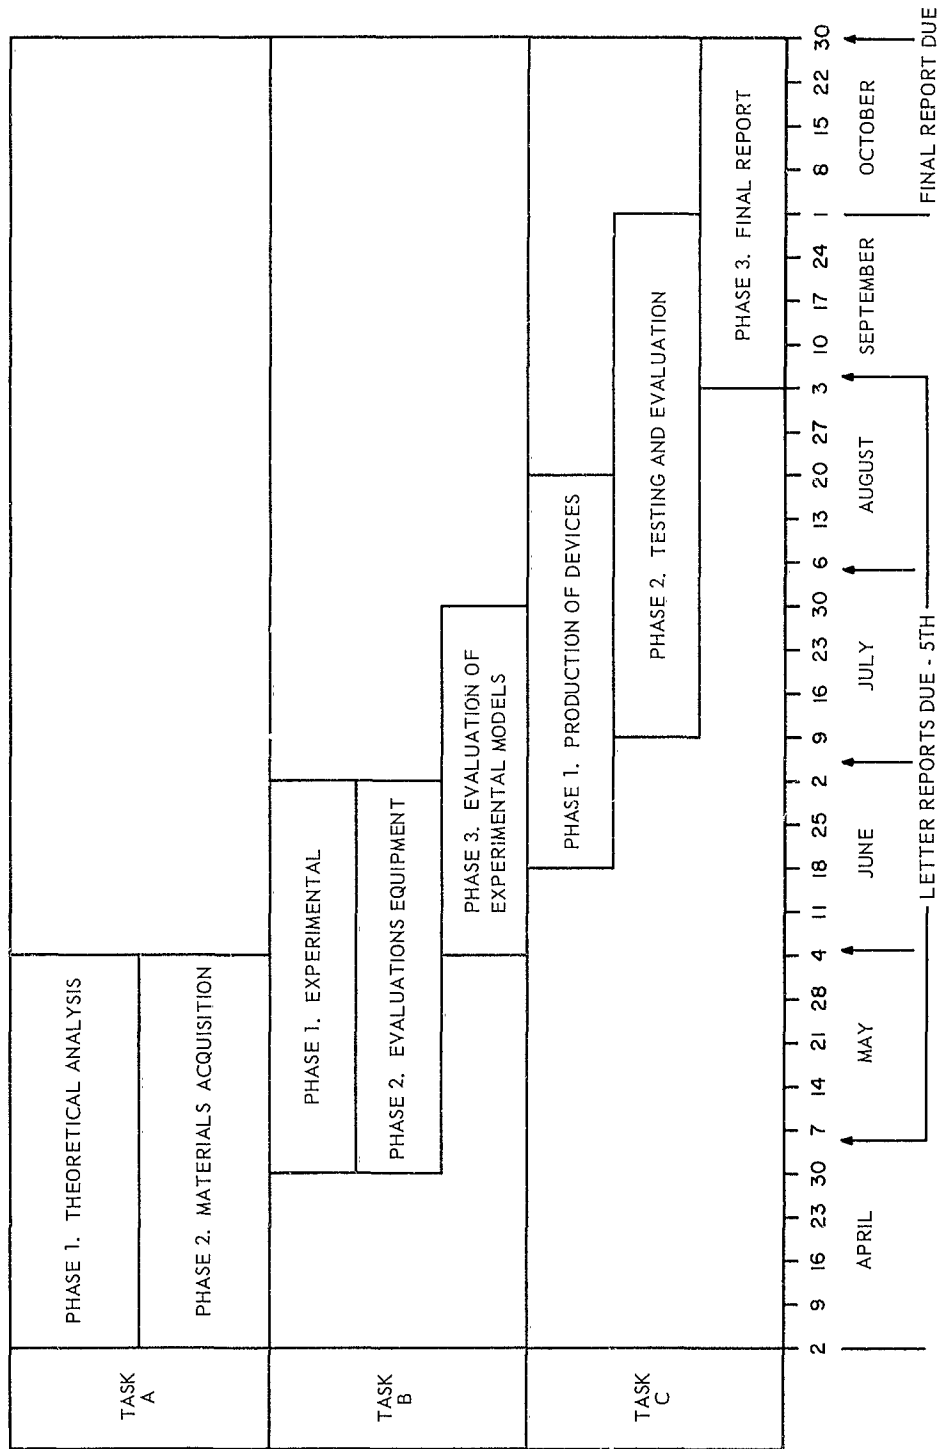 TASK
A
PHASE 1. THEORETICAL ANALYSIS
PHASE 2. MATERIALS ACQUISITION
TASK
B
PHASE 1. EXPERIMENTAL
PHASE 2. EVALUATIONS EQUIPMENT
PHASE 3. EVALUATION OF
EXPERIMENTAL MODELS
TASK
C
PHASE 1. PRODUCTION OF DEVICES
PHASE 2. TESTING AND EVALUATION
PHASE 3. FINAL REPORT
2 9 16 23 30 7 14 21 28 4 11 18 25 2 9 16 23 30 6 13 20 27 3 10 17 24 1 8 15 22 30
APRIL MAY JUNE JULY AUGUST SEPTEMBER OCTOBER
LETTER REPORTS DUE - 5TH
FINAL REPORT DUE